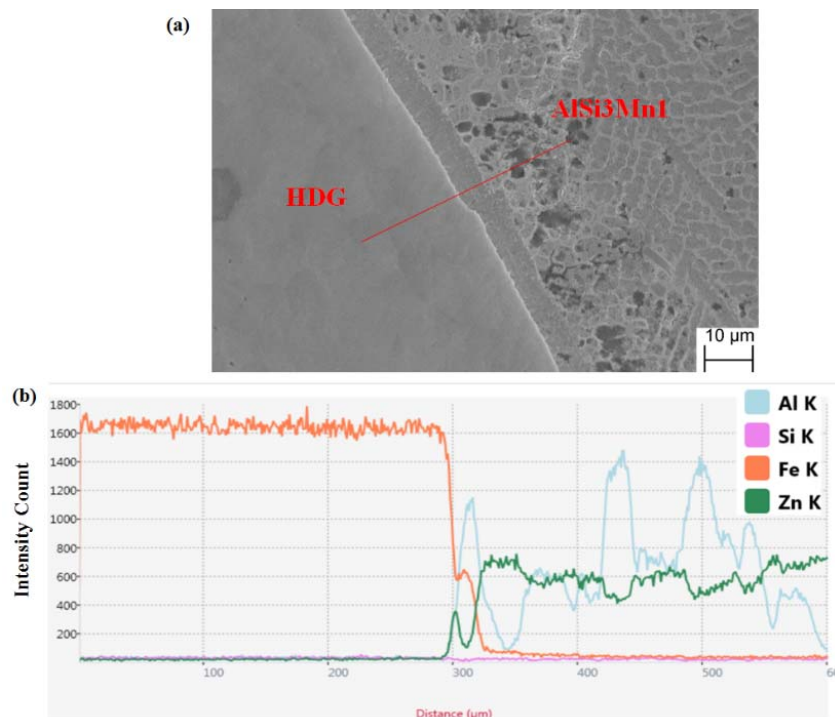 (a)
AlSi3Mn1
HDG
10 µm
(b)
1800
1600
1400
1200
1000
800
600
400
200
Intensity Count
Al K
Si K
Fe K
Zn K
100
200
300
400
500
60
Distance (µm)